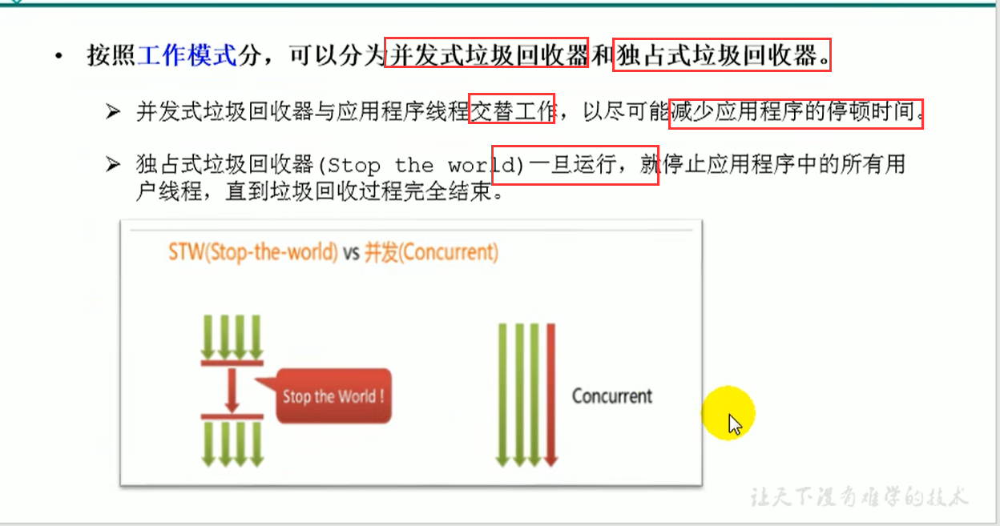 • 按照工作模式分，可以分为并发式垃圾回收器和独占式垃圾回收器。
➢ 并发式垃圾回收器与应用程序线程交替工作，以尽可能减少应用程序的停顿时间。
➢ 独占式垃圾回收器(Stop the world)一旦运行，就停止应用程序中的所有用
户线程，直到垃圾回收过程完全结束。
STW(Stop-the-world) vs 并发(Concurrent)
Stop the World !
Concurrent
让天下没有难学的技术